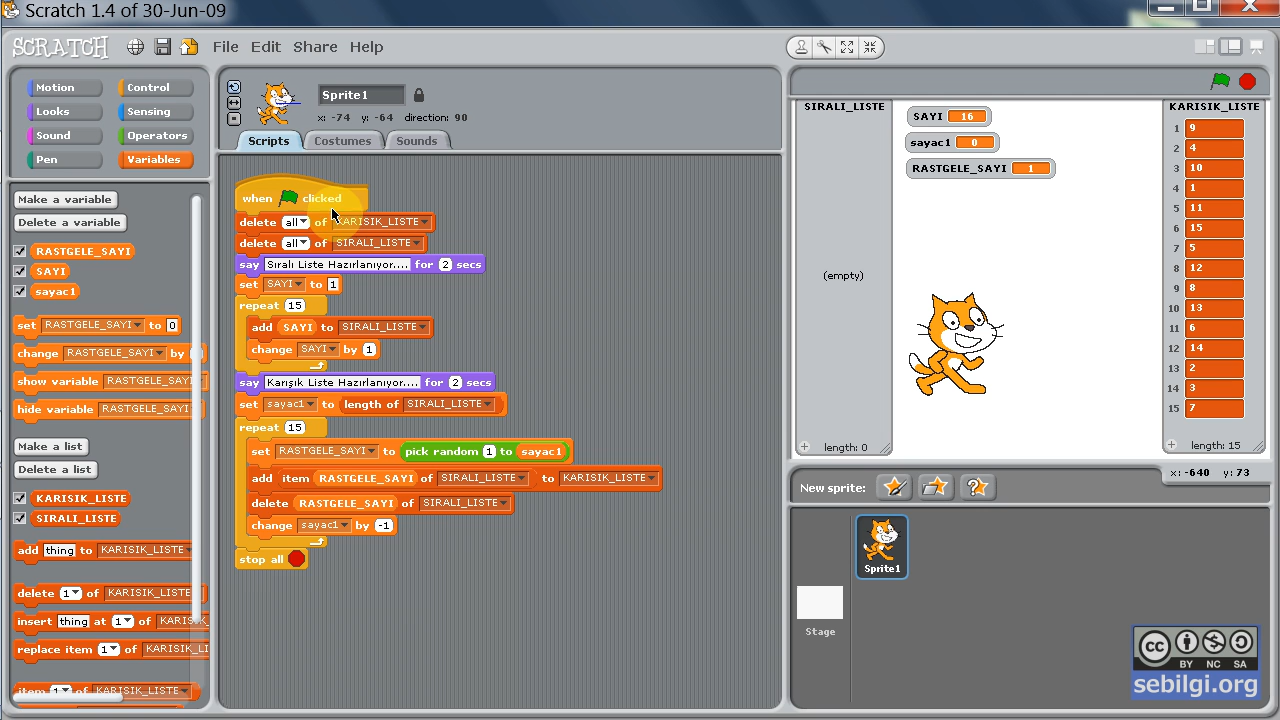 Scratch 1.4 of 30-Jun-09
SCRATCH File Edit Share Help
Motion Control
Looks Sensing
Sound Operators
Pen Variables
Make a variable
Delete a variable
RASTGELE_SAYI
SAYI
sayac1
set RASTGELE_SAYI to 0
change RASTGELE_SAYI by
show variable RASTGELE_SAYI
hide variable RASTGELE_SAYI
Make a list
Delete a list
KARISIK_LISTE
SIRALI_LISTE
add thing to KARISIK_LISTE
delete 1 of KARISIK_LISTE
insert thing at 1 of KARISIK
replace item 1 of KARISIK_LI
item 1 of KARISIK_LISTE
Sprite1
x: -74 y: -64 direction: 90
Scripts Costumes Sounds
when clicked
delete all of KARISIK_LISTE
delete all of SIRALI_LISTE
say Sıralı Liste Hazırlanıyor.... for 2 secs
set SAYI to 1
repeat 15
add SAYI to SIRALI_LISTE
change SAYI by 1
say Karışık Liste Hazırlanıyor.... for 2 secs
set sayac1 to length of SIRALI_LISTE
repeat 15
set RASTGELE_SAYI to pick random 1 to sayac1
add item RASTGELE_SAYI of SIRALI_LISTE to KARISIK_LISTE
delete RASTGELE_SAYI of SIRALI_LISTE
change sayac1 by -1
stop all
SIRALI_LISTE
(empty)
+ length: 0
SAYI 16
sayac1 0
RASTGELE_SAYI 1
KARISIK_LISTE
1 9
2 4
3 10
4 1
5 11
6 15
7 5
8 12
9 8
10 13
11 6
12 14
13 2
14 3
15 7
+ length: 15
x: -640 y: 73
New sprite:
Sprite1
Stage
CC BY NC SA
sebilgi.org